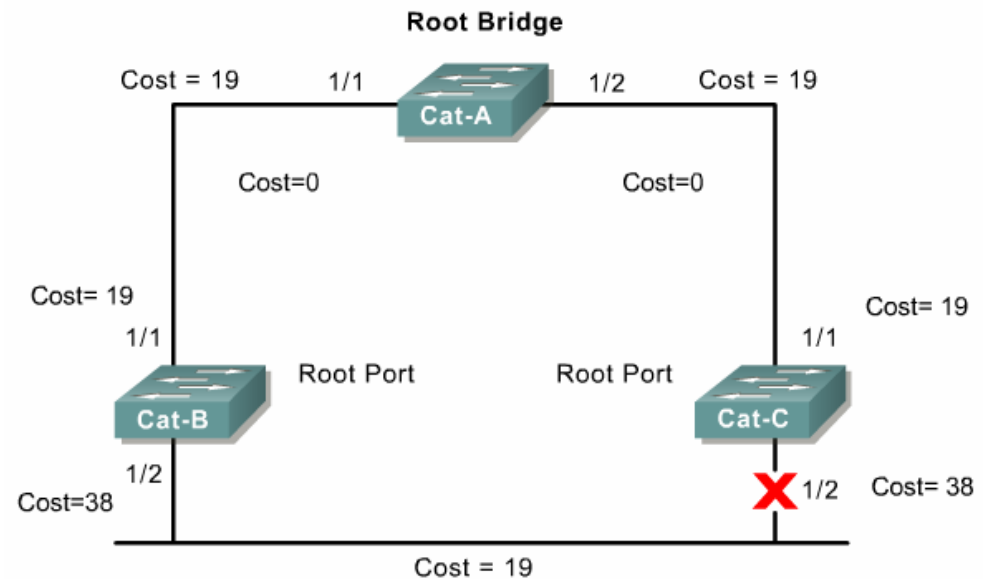 Root Bridge
Cost = 19
1/1
1/2
Cost = 19
Cat-A
Cost=0
Cost=0
Cost= 19
Cost= 19
1/1
1/1
Root Port
Root Port
Cat-B
Cat-C
1/2
1/2
Cost=38
Cost= 38
Cost = 19